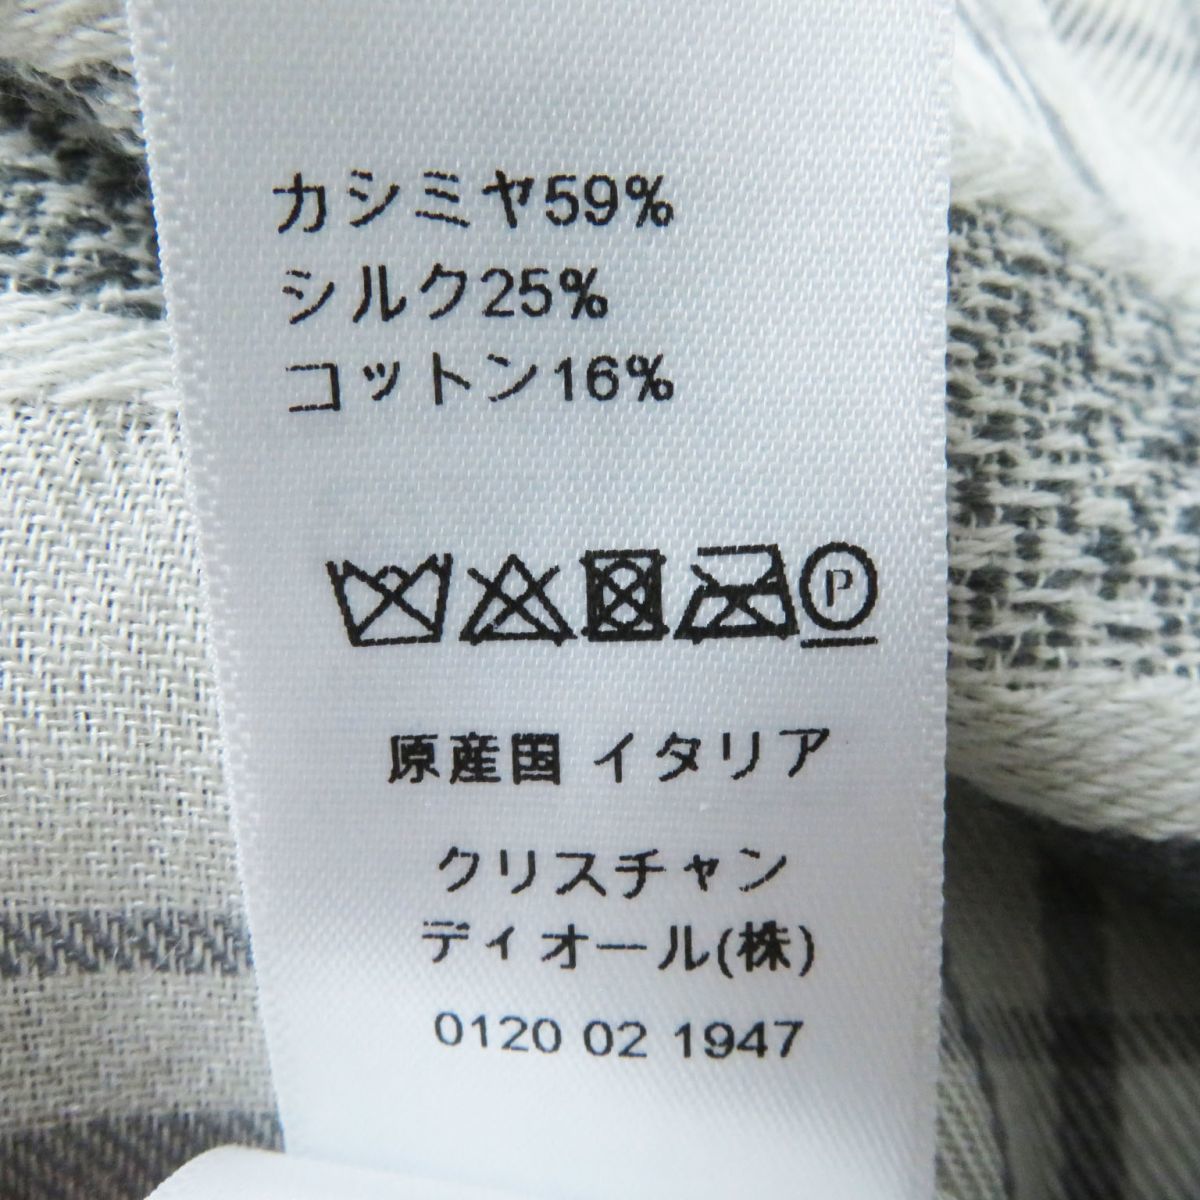 カシミヤ59%
シルク25%
コットン16%
P
原産国 イタリア
クリスチャン
ディオール(株)
0120 02 1947